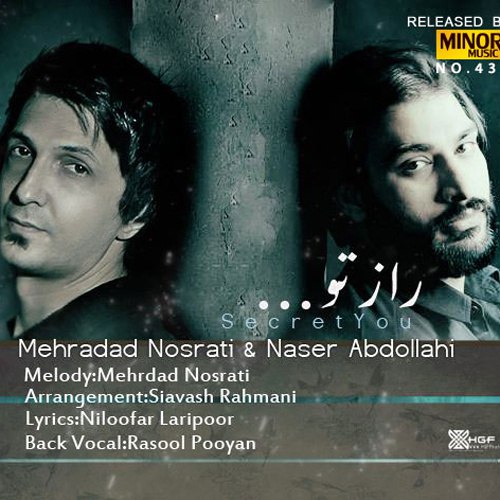 RELEASED B
MINOR
MUSIC
NO.43
راز تو...
SecretYou
Mehradad Nosrati & Naser Abdollahi
Melody:Mehrdad Nosrati
Arrangement:Siavash Rahmani
Lyrics:Niloofar Laripoor
Back Vocal:Rasool Pooyan
HGF